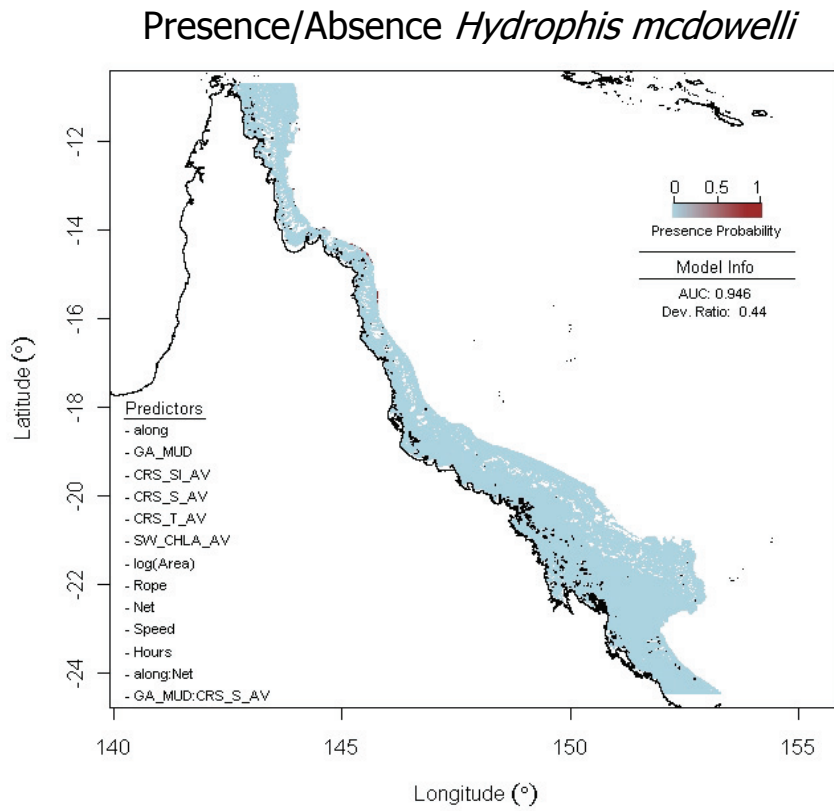 Presence/Absence Hydrophis mcdowelli
0 0.5 1
Presence Probability
Model Info
AUC: 0.946
Dev. Ratio: 0.44
Predictors
- along
- GA_MUD
- CRS_SI_AV
- CRS_S_AV
- CRS_T_AV
- SW_CHLA_AV
- log(Area)
- Rope
- Net
- Speed
- Hours
- along:Net
- GA_MUD:CRS_S_AV
Latitude (°)
-12
-14
-16
-18
-20
-22
-24
140 145 150 155
Longitude (°)